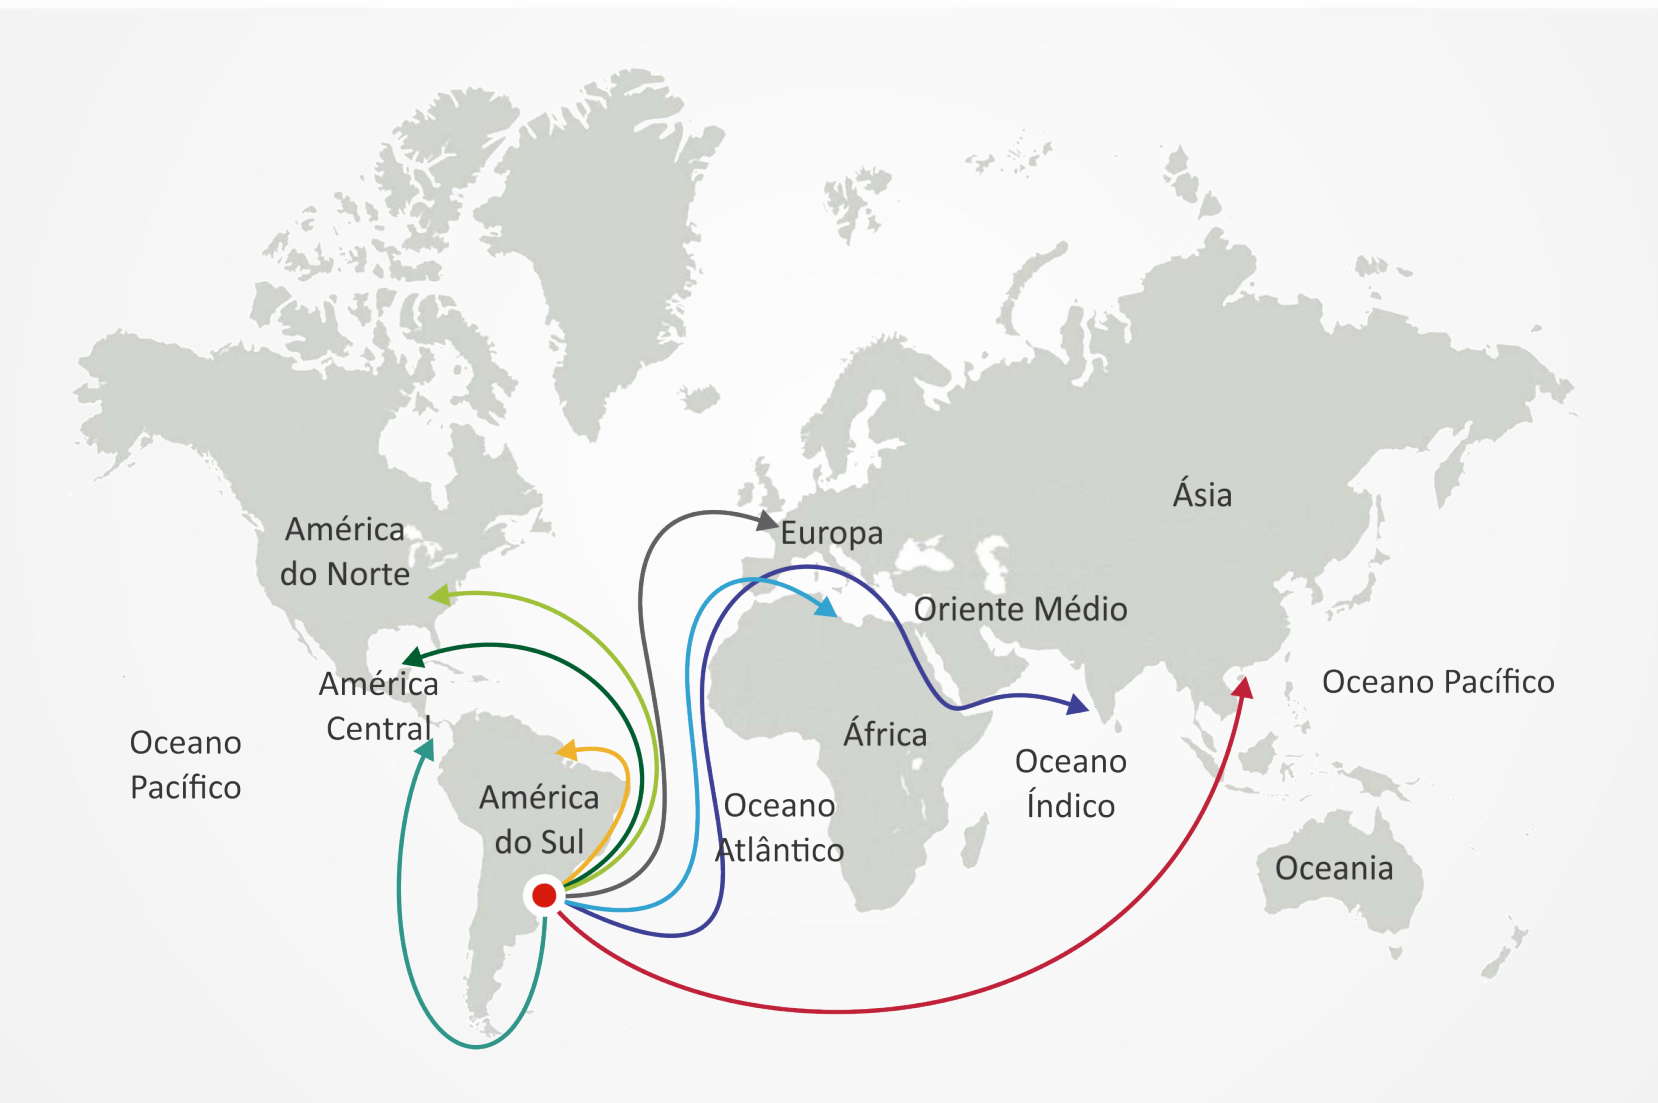 América
do Norte
América
Central
Oceano
Pacífico
América
do Sul
Europa
Oriente Médio
Ásia
África
Oceano
Atlântico
Oceano
Índico
Oceano Pacífico
Oceania